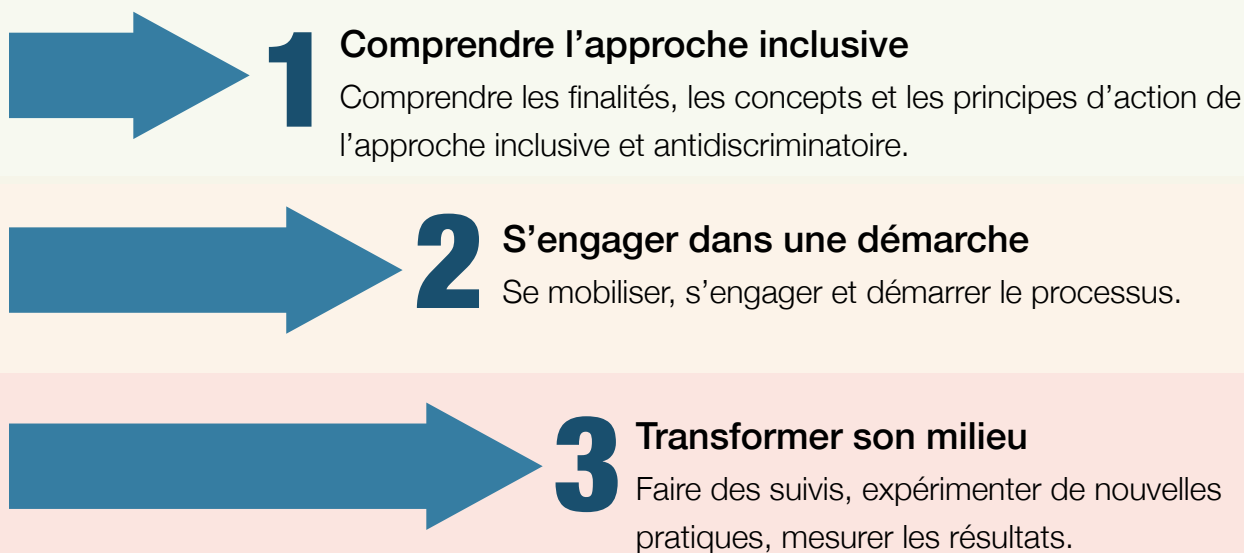 1
Comprendre l’approche inclusive
Comprendre les finalités, les concepts et les principes d’action de
l’approche inclusive et antidiscriminatoire.
2
S’engager dans une démarche
Se mobiliser, s’engager et démarrer le processus.
3
Transformer son milieu
Faire des suivis, expérimenter de nouvelles
pratiques, mesurer les résultats.